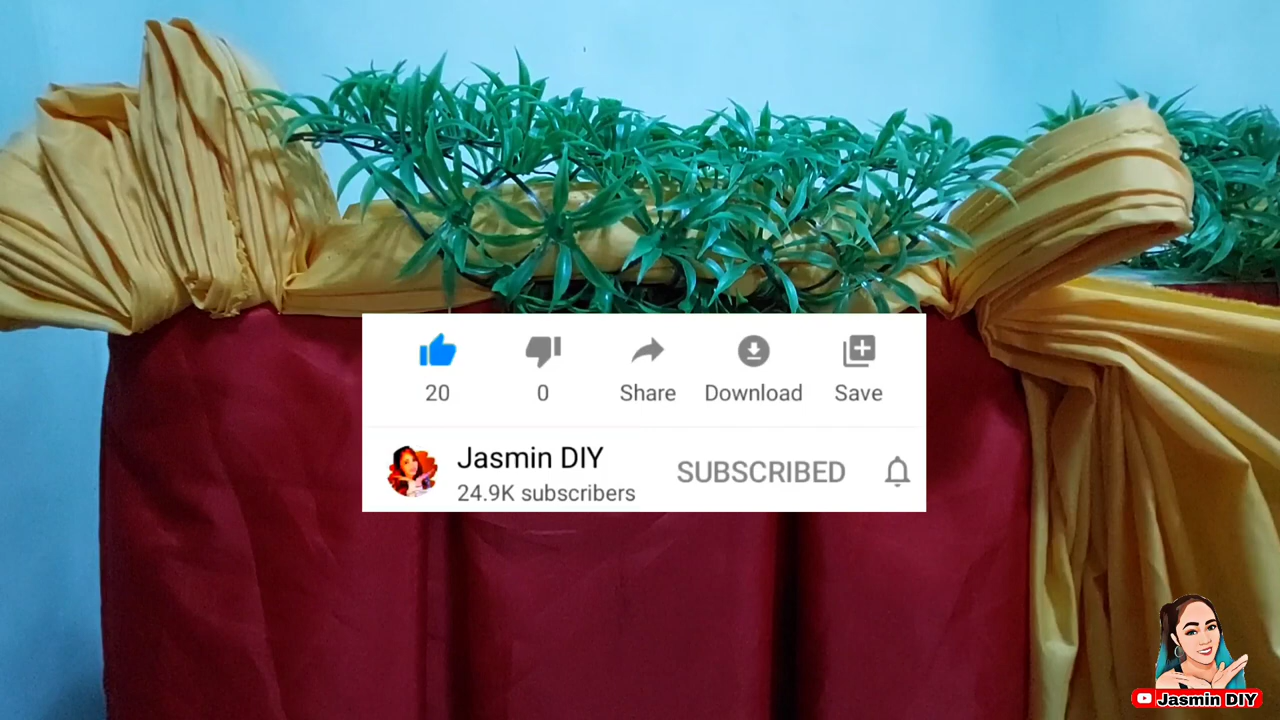 20
0
Share
Download
Save
Jasmin DIY
SUBSCRIBED
24.9K subscribers
Jasmin DIY